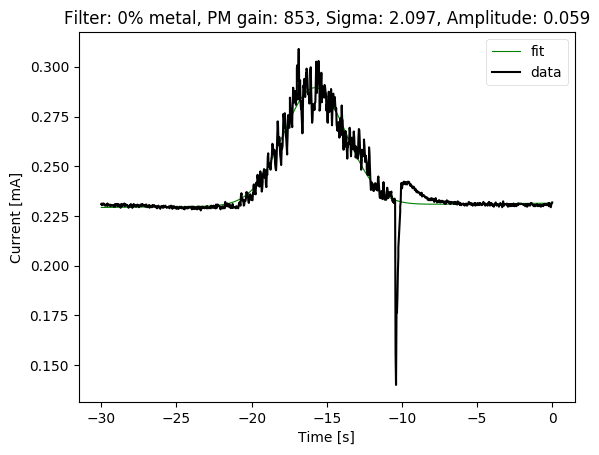 Filter: 0% metal, PM gain: 853, Sigma: 2.097, Amplitude: 0.059
fit
data
0.300
0.275
0.250
0.225
0.200
0.175
0.150
Current [mA]
−30
−25
−20
−15
−10
−5
0
Time [s]